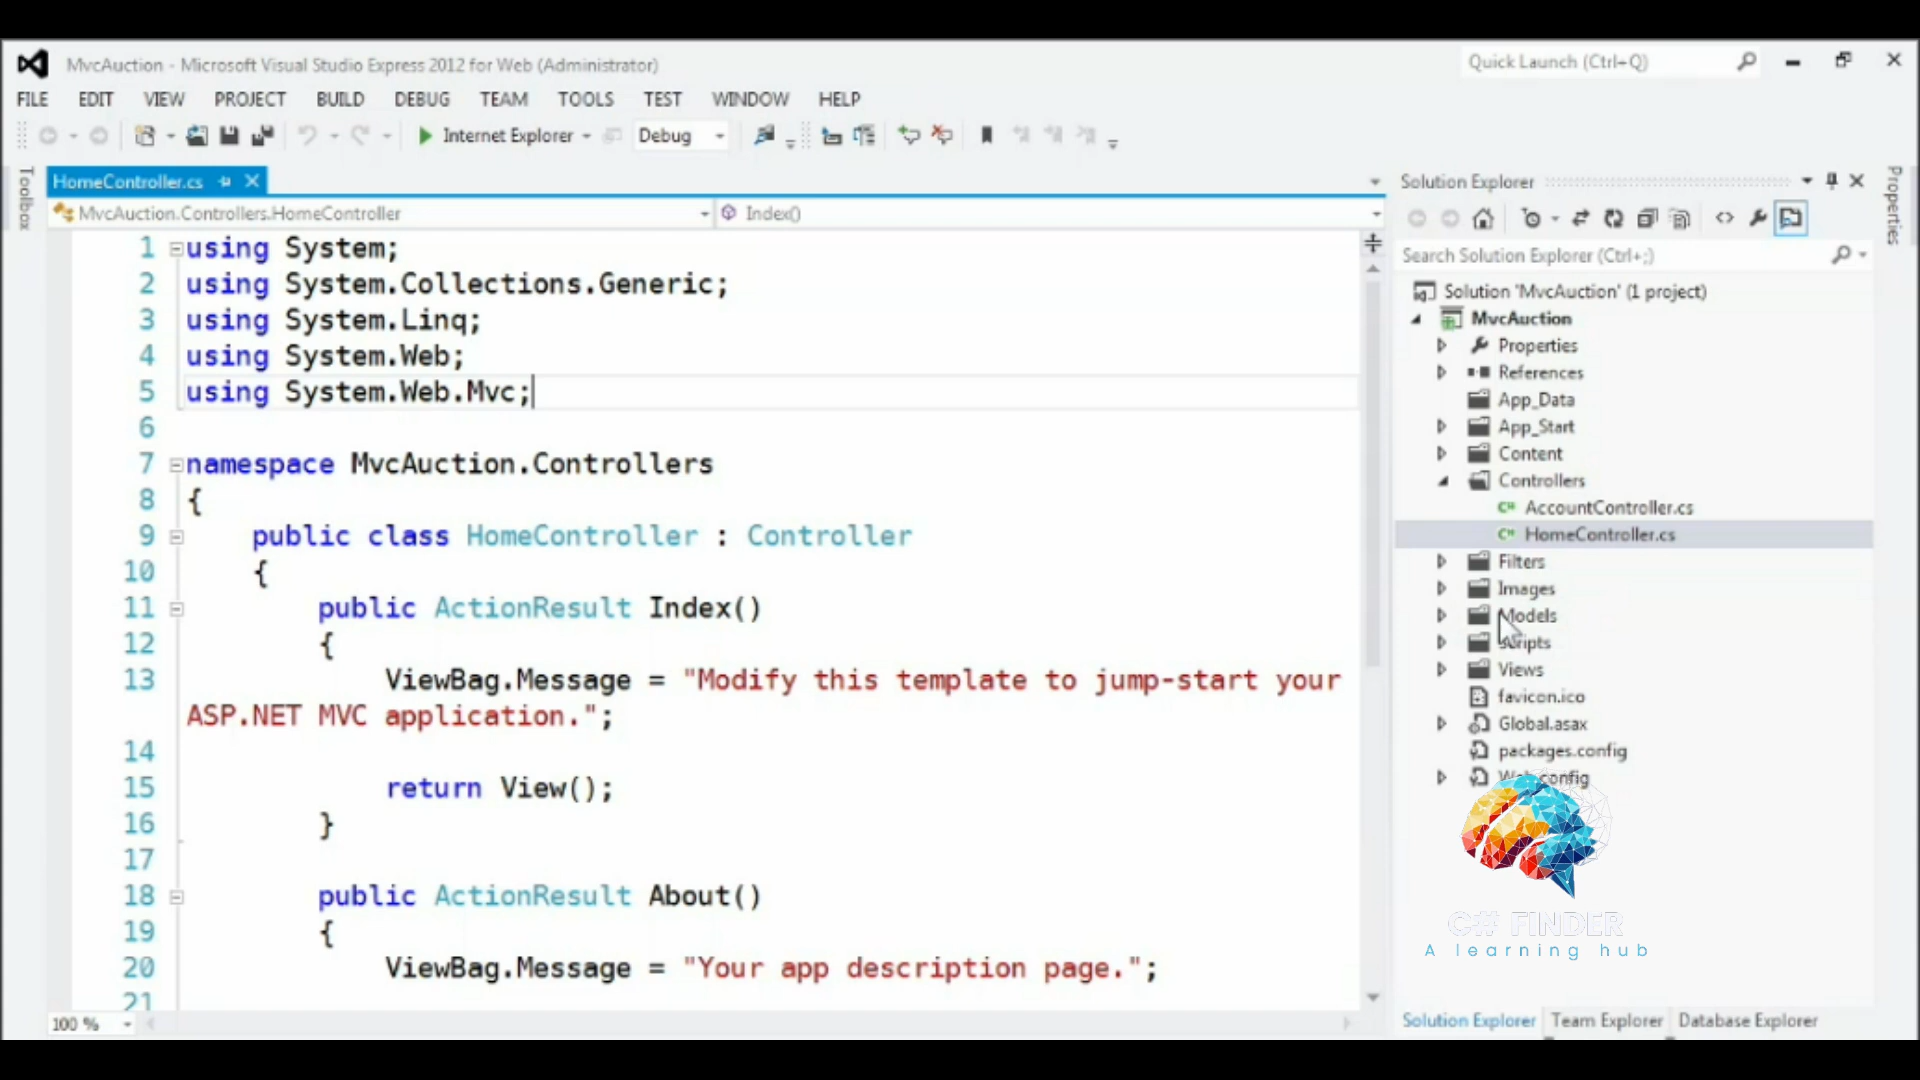 MvcAuction - Microsoft Visual Studio Express 2012 for Web (Administrator)
Quick Launch (Ctrl+Q)
FILE EDIT VIEW PROJECT BUILD DEBUG TEAM TOOLS TEST WINDOW HELP
Internet Explorer Debug
Toolbox
HomeController.cs
MvcAuction.Controllers.HomeController Index()
1 using System;
2 using System.Collections.Generic;
3 using System.Linq;
4 using System.Web;
5 using System.Web.Mvc;
6
7 namespace MvcAuction.Controllers
8 {
9 public class HomeController : Controller
10 {
11 public ActionResult Index()
12 {
13 ViewBag.Message = "Modify this template to jump-start your
ASP.NET MVC application.";
14
15 return View();
16 }
17
18 public ActionResult About()
19 {
20 ViewBag.Message = "Your app description page.";
21
100 %
Solution Explorer
Search Solution Explorer (Ctrl+;)
Solution 'MvcAuction' (1 project)
MvcAuction
Properties
References
App_Data
App_Start
Content
Controllers
C# AccountController.cs
C# HomeController.cs
Filters
Images
Models
Scripts
Views
favicon.ico
Global.asax
packages.config
Web.config
C# FINDER
A learning hub
Solution Explorer Team Explorer Database Explorer
Properties